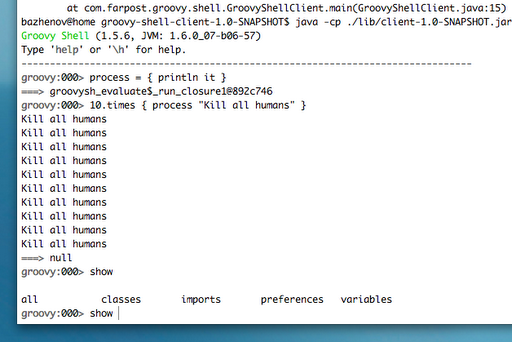 at com.farpost.groovy.shell.GroovyShellClient.main(GroovyShellClient.java:15)
bazhenov@home groovy-shell-client-1.0-SNAPSHOT$ java -cp ./lib/client-1.0-SNAPSHOT.jar
Groovy Shell (1.5.6, JVM: 1.6.0_07-b06-57)
Type 'help' or '\h' for help.
-------------------------------------------------------------------
groovy:000> process = { println it }
===> groovysh_evaluate$_run_closure1@892c746
groovy:000> 10.times { process "Kill all humans" }
Kill all humans
Kill all humans
Kill all humans
Kill all humans
Kill all humans
Kill all humans
Kill all humans
Kill all humans
Kill all humans
Kill all humans
===> null
groovy:000> show
all classes imports preferences variables
groovy:000> show